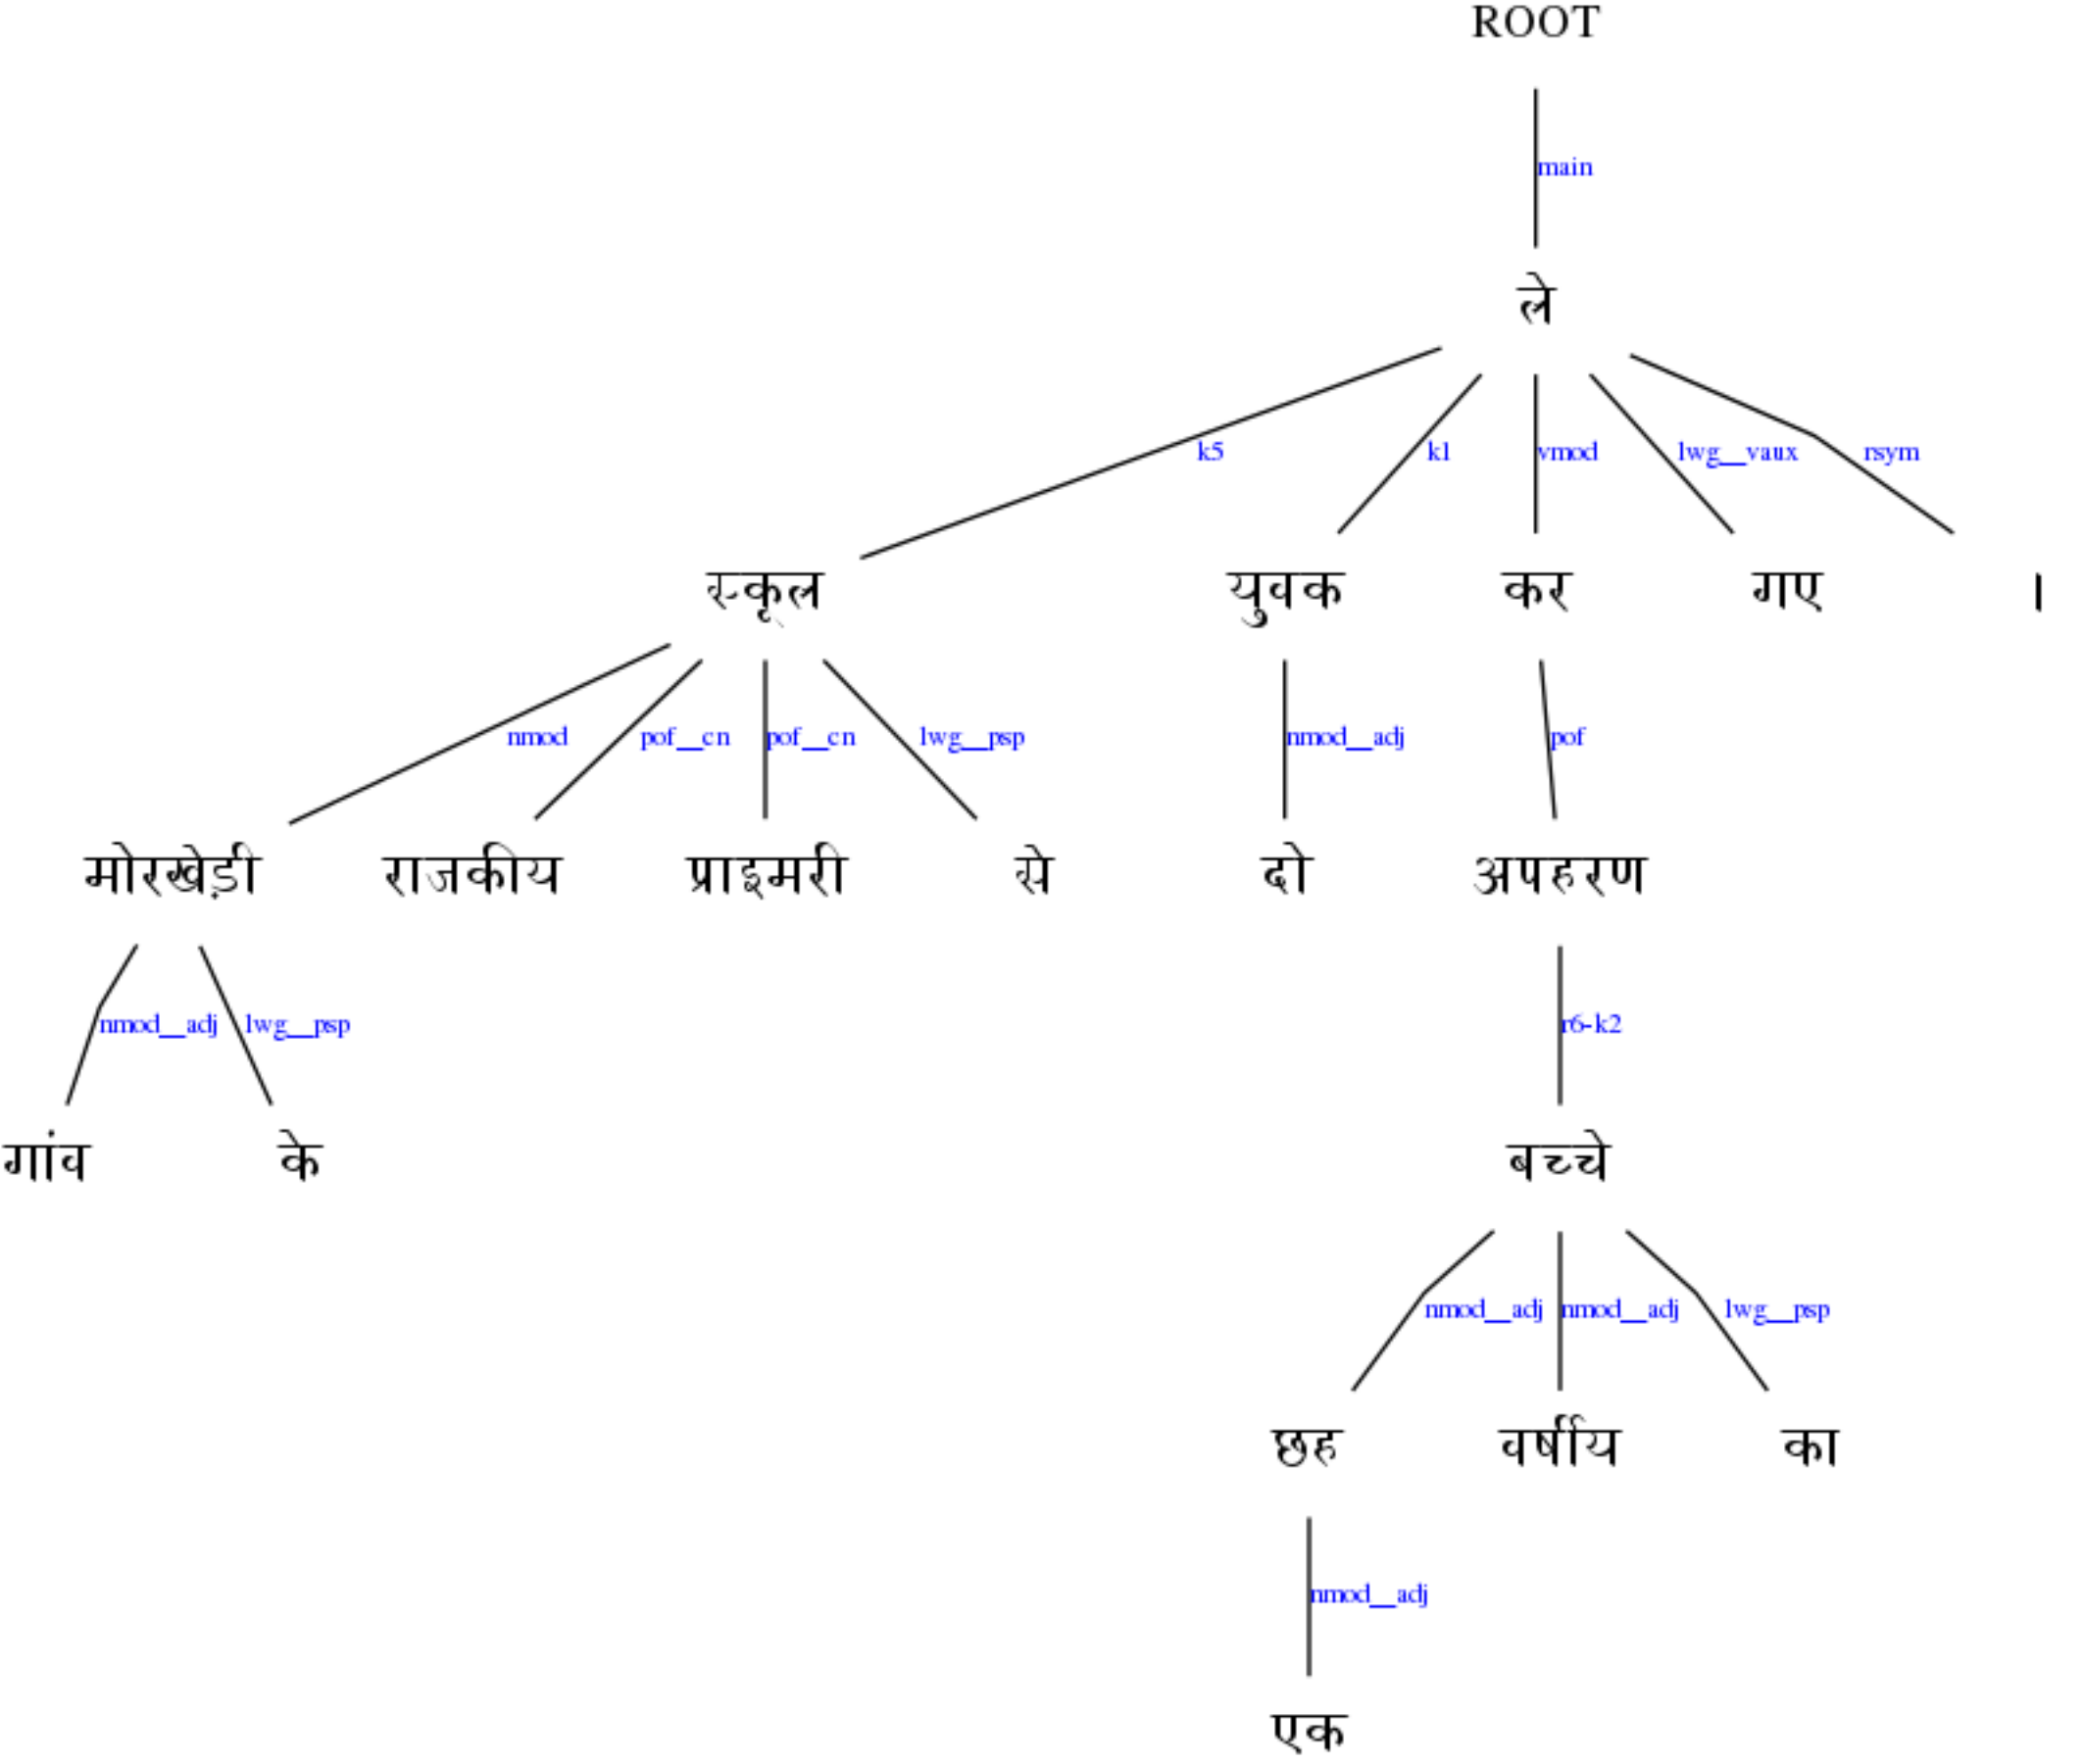 ROOT
main
ले
k5 k1 vmod lwg__vaux rsym
स्कूल युवक कर गए ।
nmod pof__cn pof__cn lwg__psp nmod__adj pof
मोरखेड़ी राजकीय प्राइमरी से दो अपहरण
nmod__adj lwg__psp r6-k2
गांव के बच्चे
nmod__adj nmod__adj lwg__psp
छह वर्षीय का
nmod__adj
एक